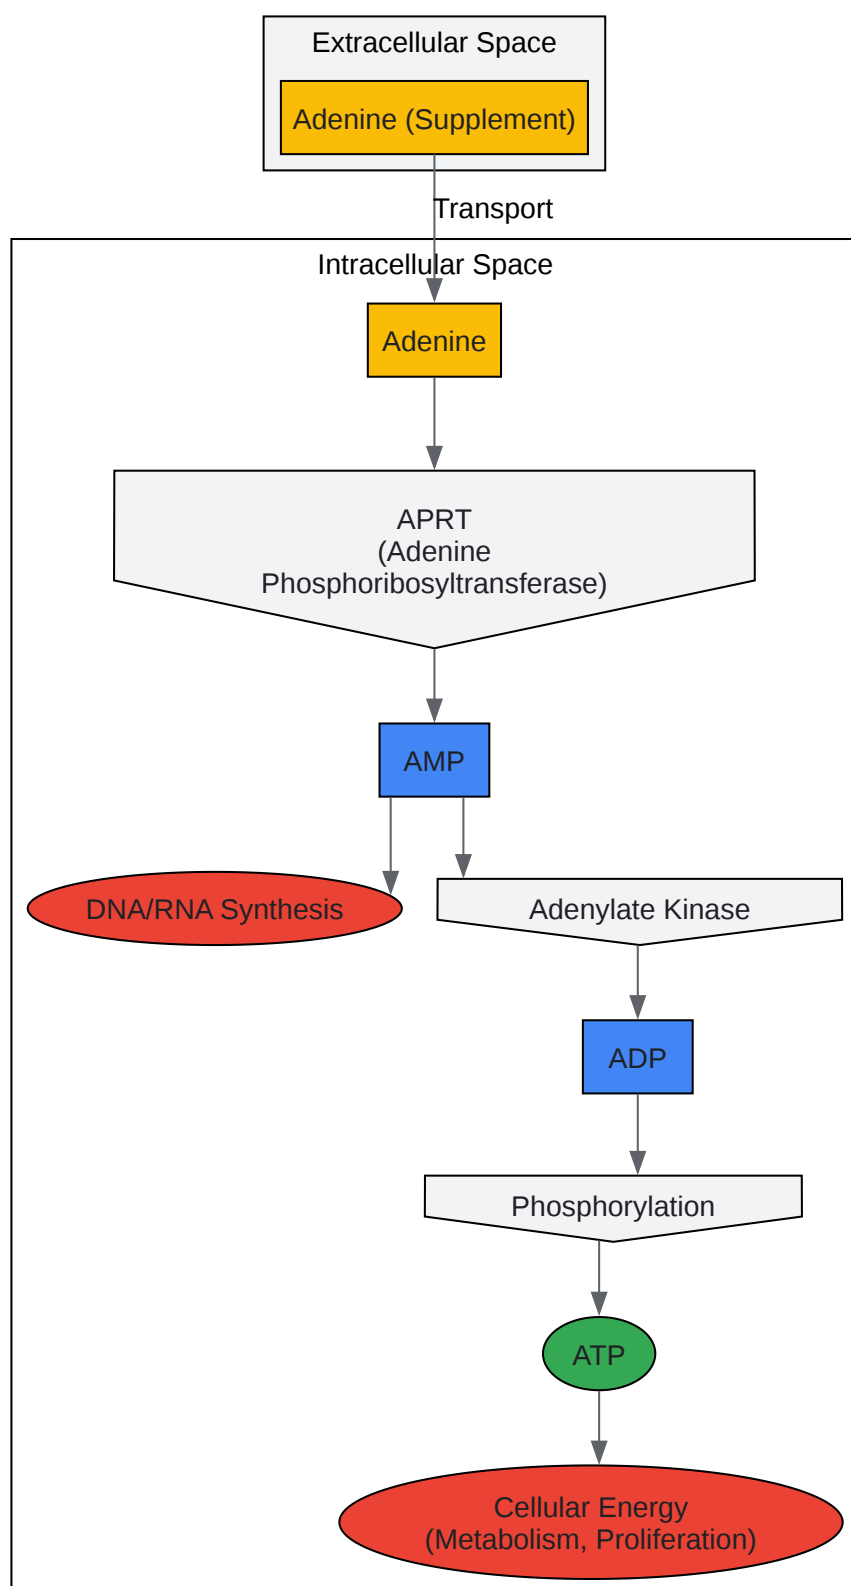 Extracellular Space
Adenine (Supplement)
Transport
Intracellular Space
Adenine
APRT
(Adenine
Phosphoribosyltransferase)
AMP
DNA/RNA Synthesis
Adenylate Kinase
ADP
Phosphorylation
ATP
Cellular Energy
(Metabolism, Proliferation)